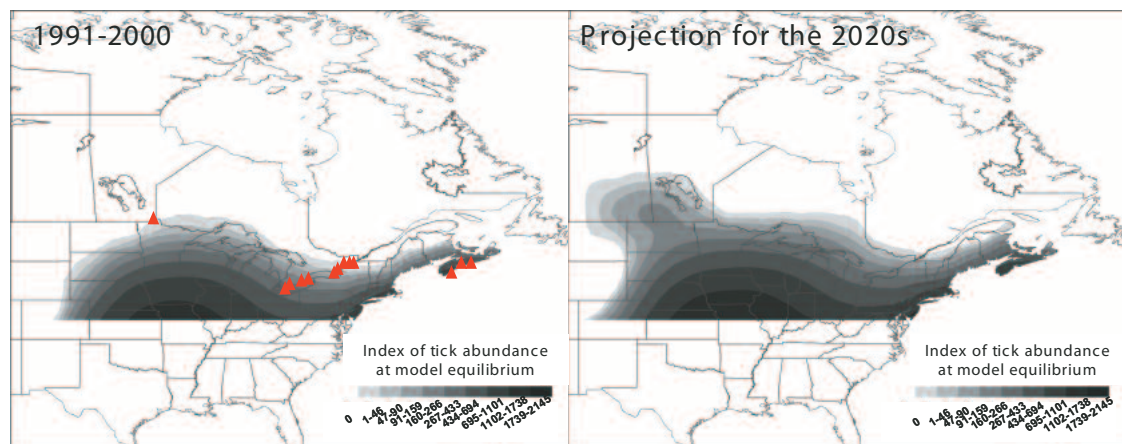 1991-2000
Index of tick abundance
at model equilibrium
0 1-46 47-90 91-159 160-266 267-433 434-694 695-1101 1102-1738 1739-2145
Projection for the 2020s
Index of tick abundance
at model equilibrium
0 1-46 47-90 91-159 160-266 267-433 434-694 695-1101 1102-1738 1739-2145